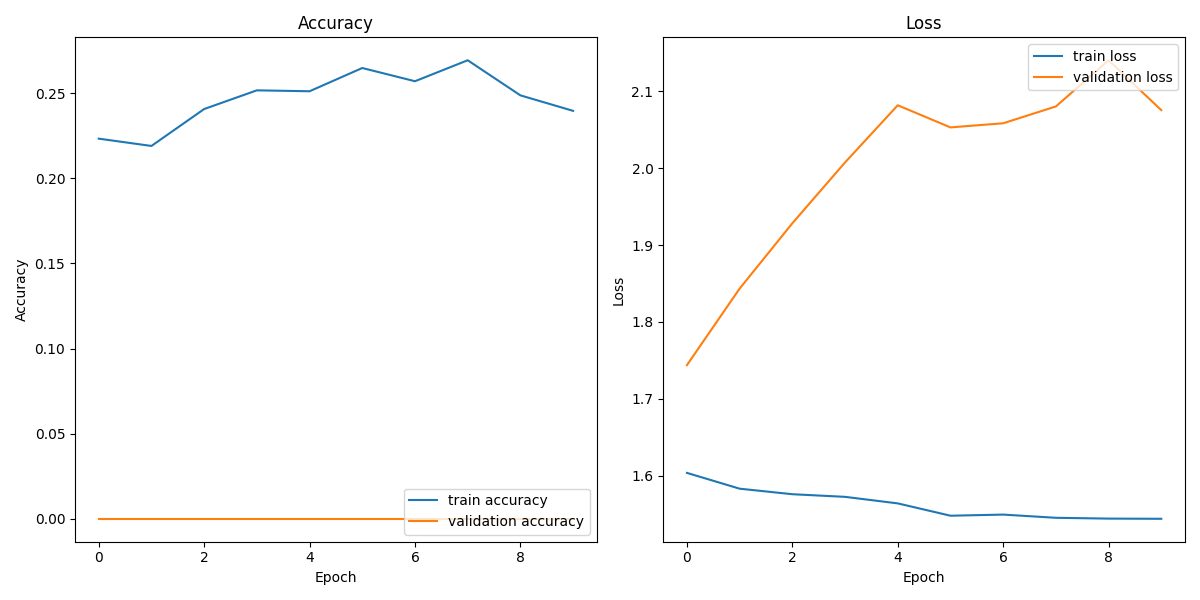 Accuracy
0.25
0.20
0.15
0.10
0.05
0.00
Accuracy
train accuracy
validation accuracy
0 2 4 6 8
Epoch
Loss
train loss
validation loss
2.1
2.0
1.9
1.8
1.7
1.6
Loss
0 2 4 6 8
Epoch